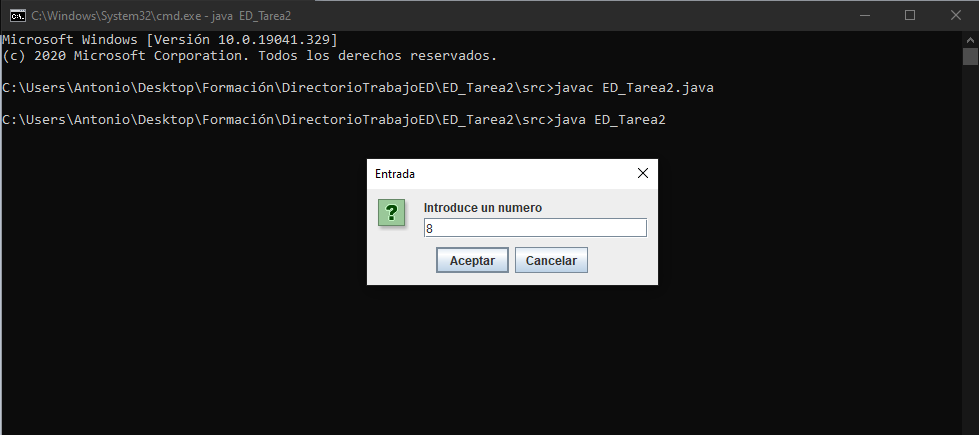 C:\Windows\System32\cmd.exe - java  ED_Tarea2
Microsoft Windows [Versión 10.0.19041.329]
(c) 2020 Microsoft Corporation. Todos los derechos reservados.
C:\Users\Antonio\Desktop\Formación\DirectorioTrabajoED\ED_Tarea2\src>javac ED_Tarea2.java
C:\Users\Antonio\Desktop\Formación\DirectorioTrabajoED\ED_Tarea2\src>java ED_Tarea2
Entrada
?
Introduce un numero
8
Aceptar
Cancelar